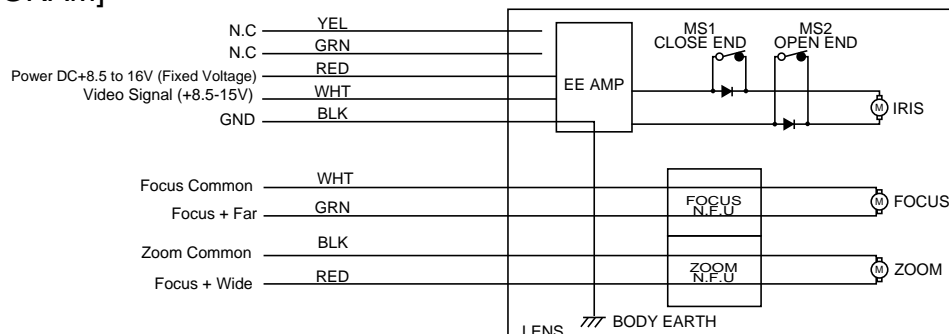 N.C YEL
N.C GRN
Power DC+8.5 to 16V (Fixed Voltage) RED
Video Signal (+8.5-15V) WHT
GND BLK
EE AMP
MS1 MS2
CLOSE END OPEN END
M IRIS
Focus Common WHT
Focus + Far GRN
FOCUS
N.F.U
M FOCUS
Zoom Common BLK
Focus + Wide RED
ZOOM
N.F.U
M ZOOM
LENS BODY EARTH